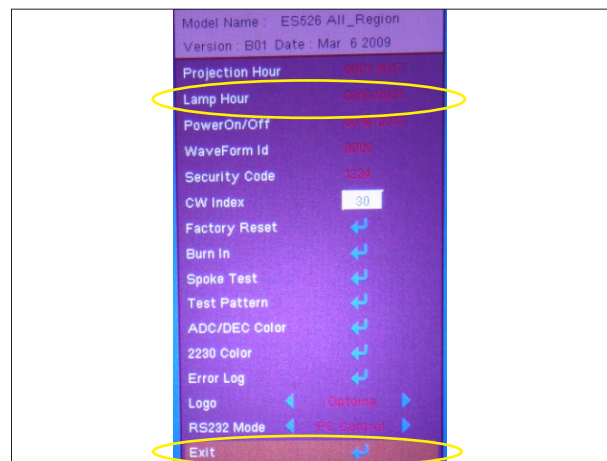 Model Name : ES526 All_Region
Version : B01 Date : Mar 6 2009
Projection Hour
Lamp Hour
PowerOn/Off
WaveForm Id
Security Code
CW Index 30
Factory Reset
Burn In
Spoke Test
Test Pattern
ADC/DEC Color
2230 Color
Error Log
Logo Optoma
RS232 Mode PC Control
Exit